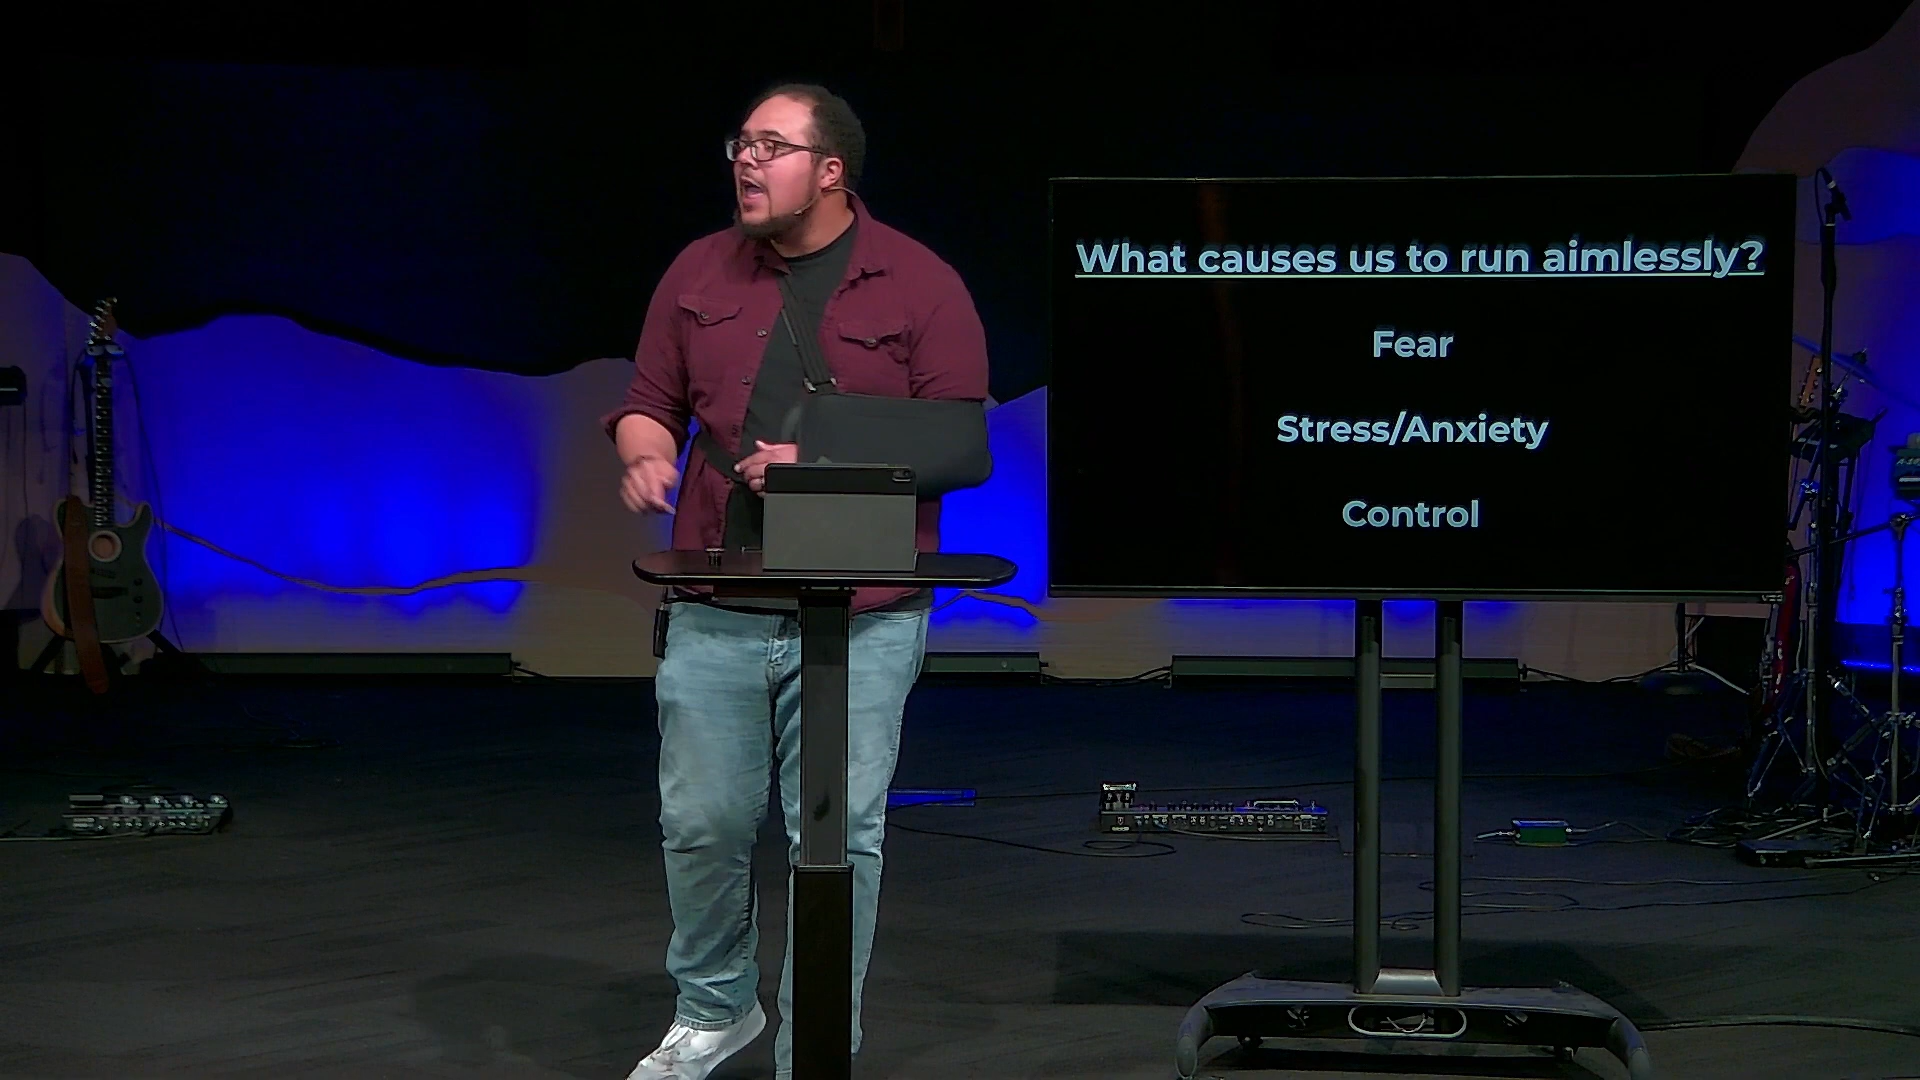 What causes us to run aimlessly?
Fear
Stress/Anxiety
Control